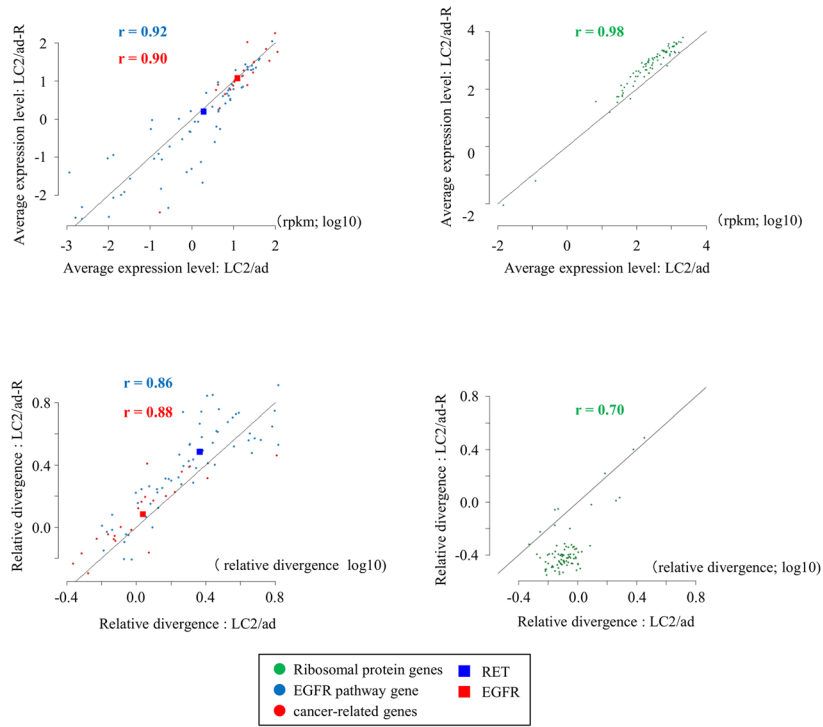 r = 0.92
r = 0.90
Average expression level: LC2/ad-R
2
1
0
-1
-2
-3
-2
-1
0
1
2
(rpkm; log10)
Average expression level: LC2/ad
r = 0.98
Average expression level: LC2/ad-R
4
2
0
-2
-2
0
2
4
(rpkm; log10)
Average expression level: LC2/ad
r = 0.86
r = 0.88
Relative divergence : LC2/ad-R
0.8
0.4
0.0
-0.4
0.0
0.4
0.8
( relative divergence log10)
Relative divergence : LC2/ad
r = 0.70
Relative divergence : LC2/ad-R
0.8
0.4
0.0
-0.4
-0.4
0.0
0.4
0.8
(relative divergence; log10)
Relative divergence : LC2/ad
Ribosomal protein genes
EGFR pathway gene
cancer-related genes
RET
EGFR